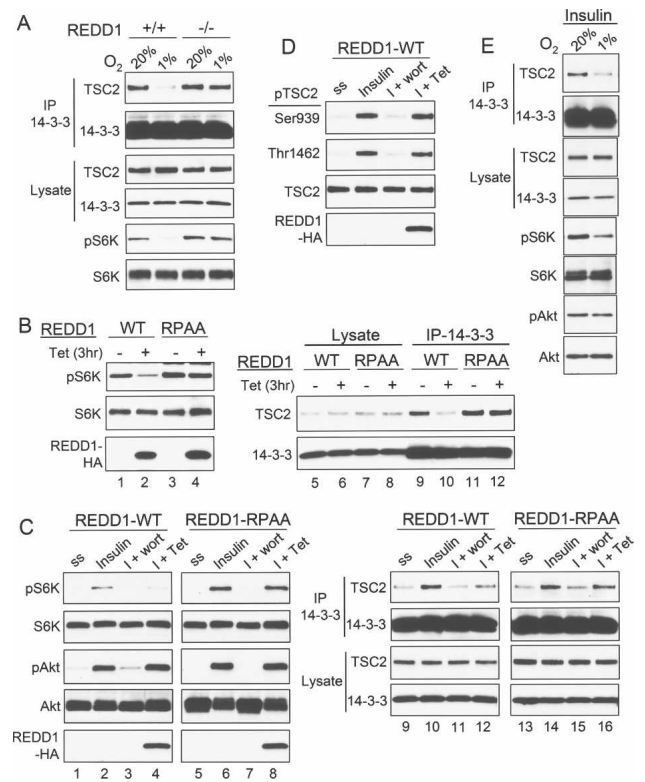 A
REDD1 +/+ -/-
O2 20% 1% 20% 1%
IP 14-3-3
TSC2
14-3-3
Lysate
TSC2
14-3-3
pS6K
S6K
B
REDD1 WT RPAA
Tet (3hr) - + - +
pS6K
S6K
REDD1-HA
1 2 3 4
Lysate IP-14-3-3
REDD1 WT RPAA WT RPAA
Tet (3hr) - + - + - + - +
TSC2
14-3-3
5 6 7 8 9 10 11 12
C
REDD1-WT REDD1-RPAA
ss Insulin I + wort I + Tet ss Insulin I + wort I + Tet
pS6K
S6K
pAkt
Akt
REDD1-HA
1 2 3 4 5 6 7 8
REDD1-WT REDD1-RPAA
ss Insulin I + wort I + Tet ss Insulin I + wort I + Tet
IP 14-3-3
TSC2
14-3-3
Lysate
TSC2
14-3-3
9 10 11 12 13 14 15 16
D
REDD1-WT
pTSC2 ss Insulin I + wort I + Tet
Ser939
Thr1462
TSC2
REDD1-HA
E
Insulin
O2 20% 1%
IP 14-3-3
TSC2
14-3-3
Lysate
TSC2
14-3-3
pS6K
S6K
pAkt
Akt